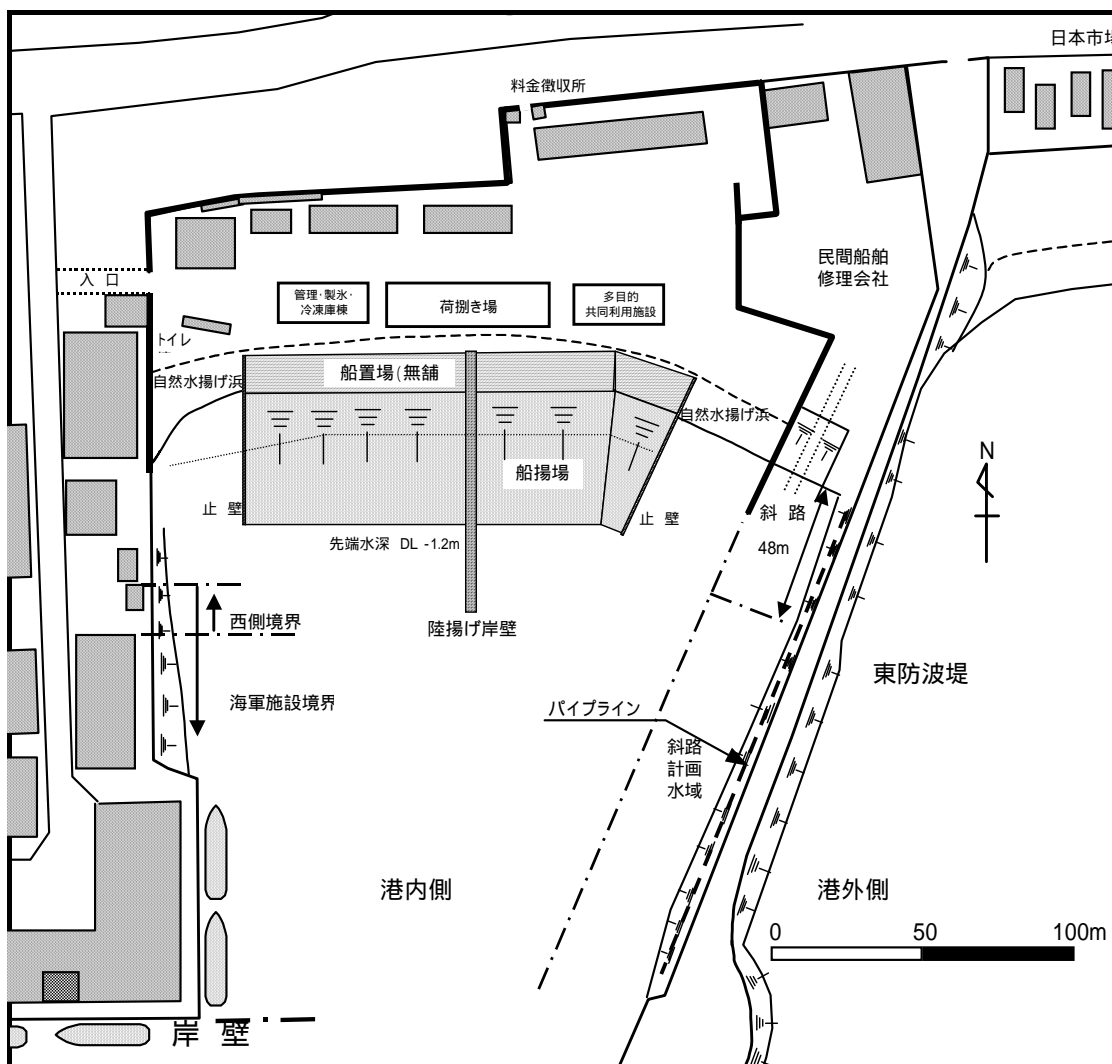 日本市場
料金徴収所
民間船舶
修理会社
入 口
管理・製氷・
冷凍庫棟
荷捌き場
多目的
共同利用施設
トイレ
船置場(無舗
自然水揚げ浜
自然水揚げ浜
N
船揚場
止 壁
止 壁
斜 路
48m
先端水深 DL -1.2m
西側境界
陸揚げ岸壁
東防波堤
海軍施設境界
パイプライン
斜路
計画
水域
港内側
港外側
0 50 100m
岸 壁